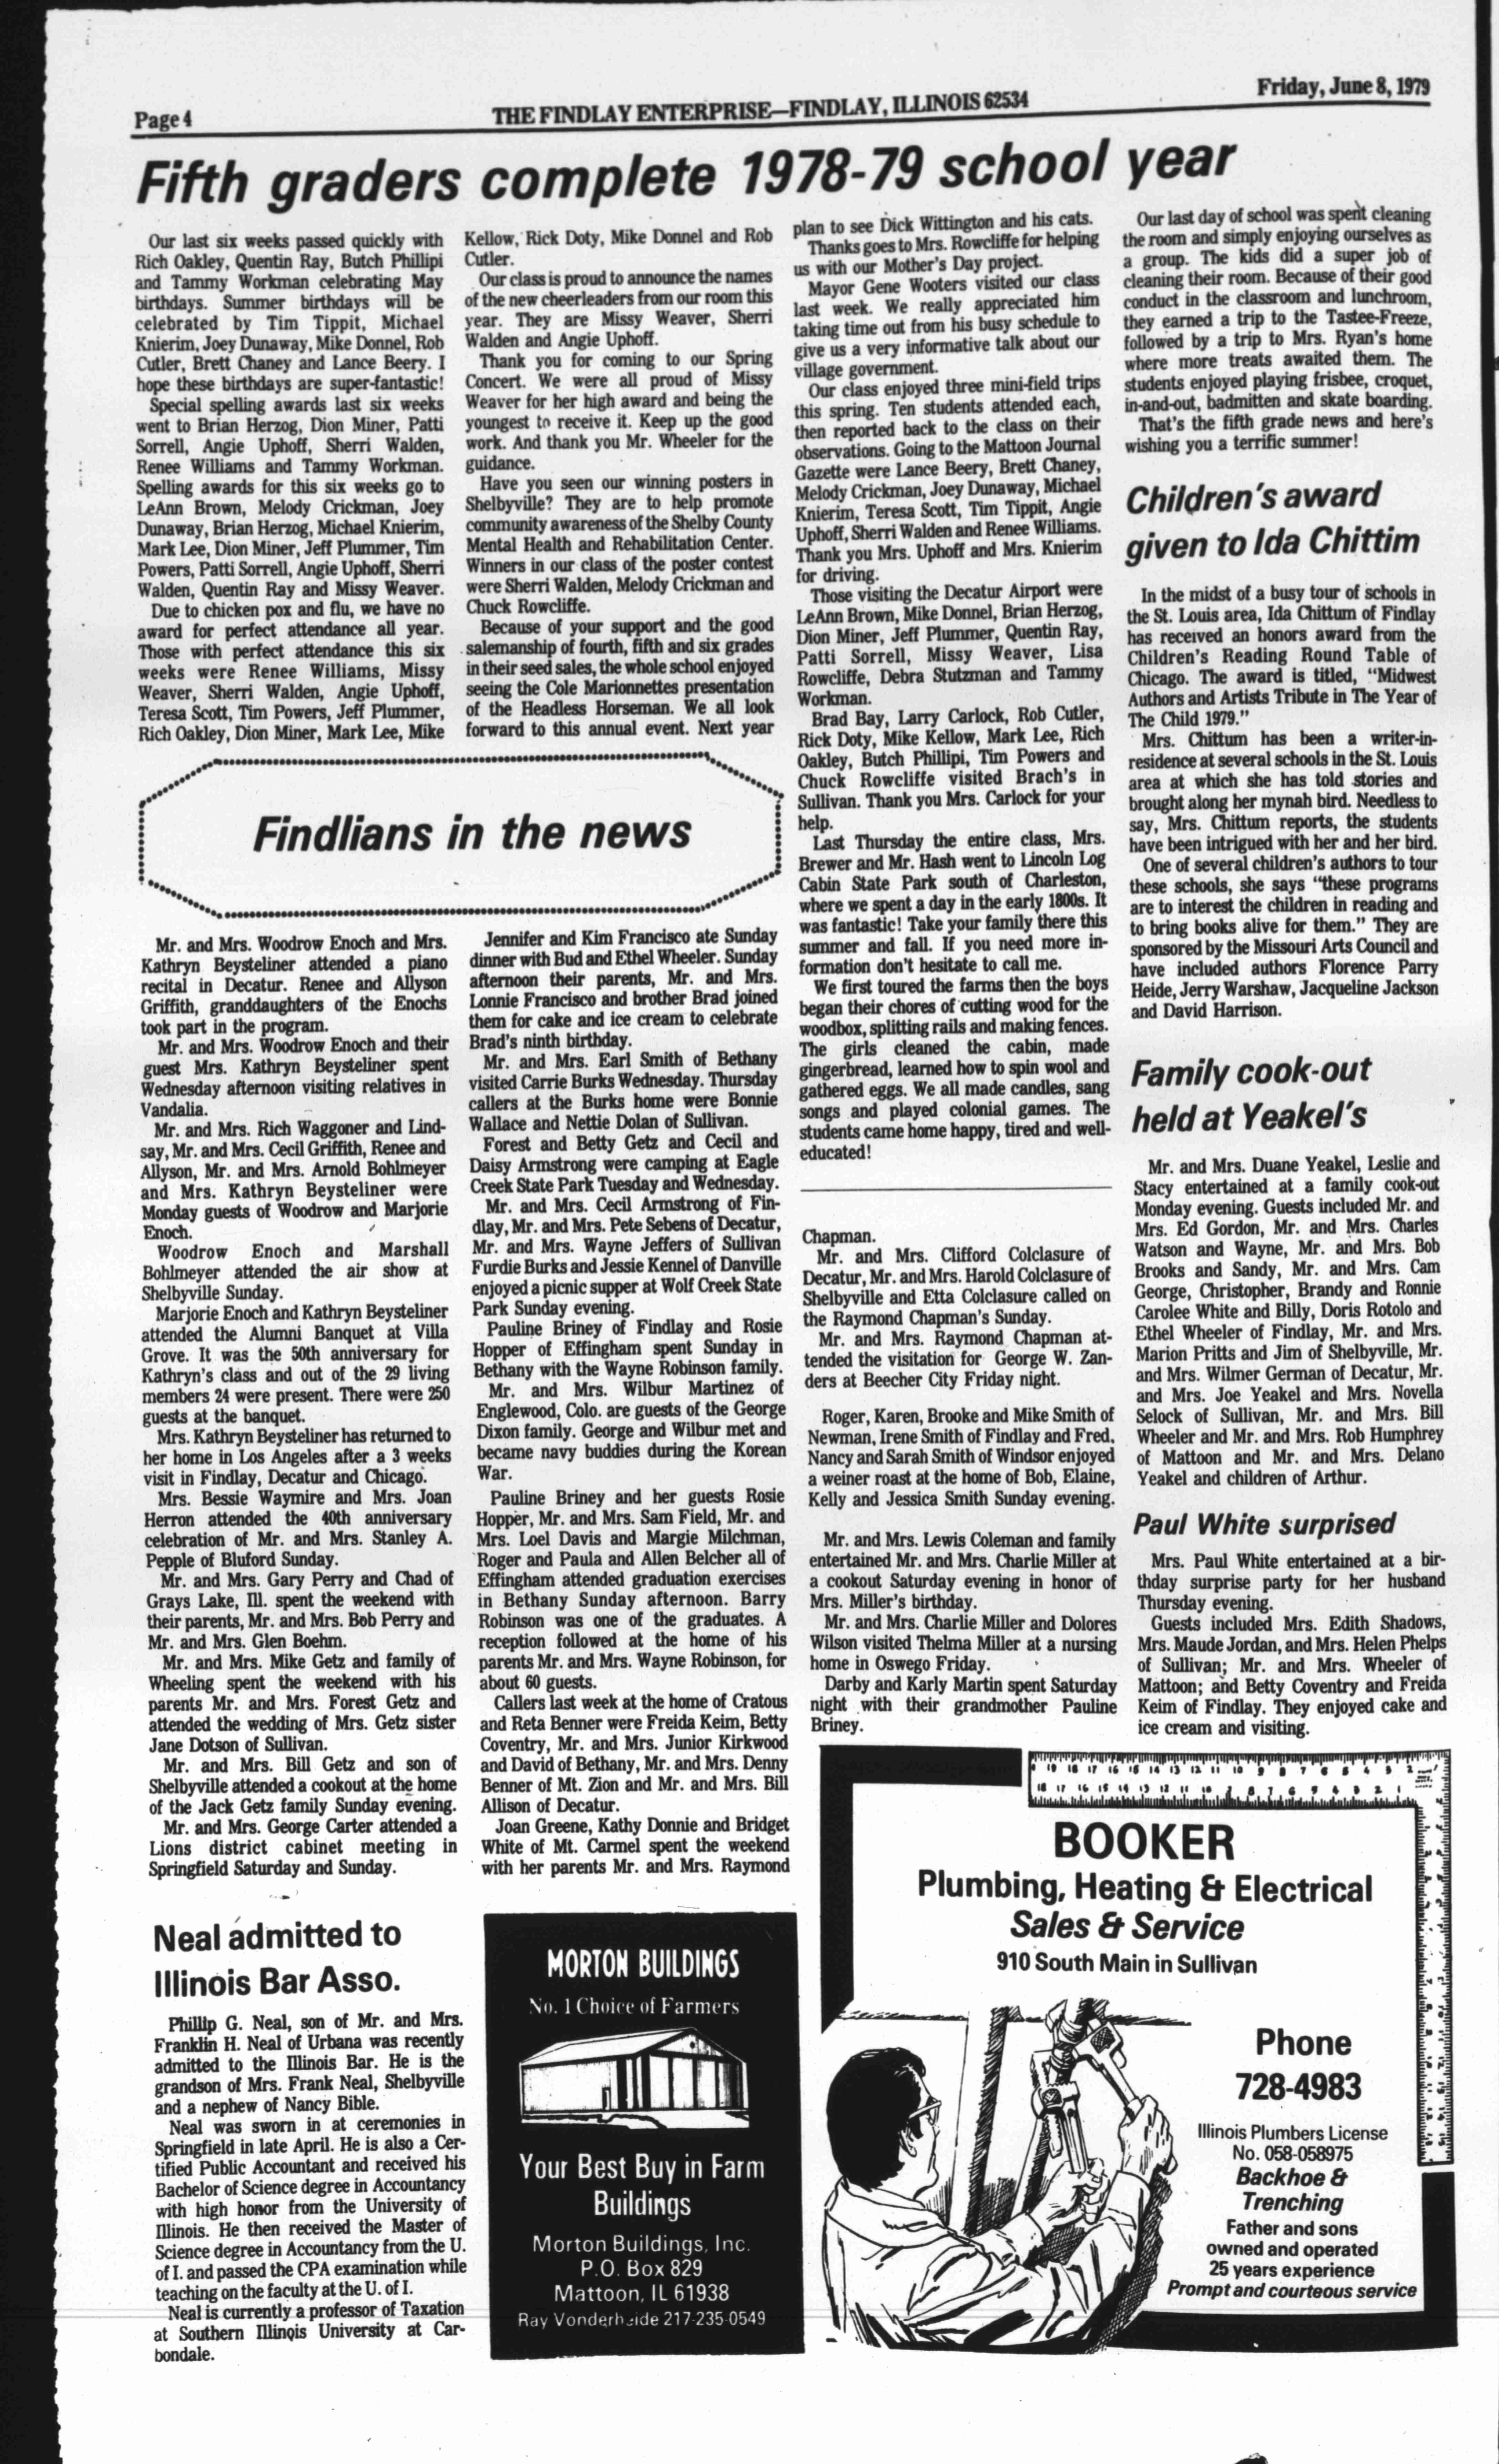 Page 4
THE FINDLAY ENTERPRISE—FINDLAY, ILLINOIS 62534
Friday, June 8, 1979
Fifth graders complete 1978-79 school year
Our last six weeks passed quickly with
Rich Oakley, Quentin Ray, Butch Phillipi
and Tammy Workman celebrating May
birthdays. Summer birthdays will be
celebrated by Tim Tippit, Michael
Knierim, Joey Dunaway, Mike Donnel, Rob
Cutler, Brett Chaney and Lance Beery. I
hope these birthdays are super-fantastic!
Special spelling awards last six weeks
went to Brian Herzog, Dion Miner, Patti
Sorrell, Angie Uphoff, Sherri Walden,
Renee Williams and Tammy Workman.
Spelling awards for this six weeks go to
LeAnn Brown, Melody Crickman, Joey
Dunaway, Brian Herzog, Michael Knierim,
Mark Lee, Dion Miner, Jeff Plummer, Tim
Powers, Patti Sorrell, Angie Uphoff, Sherri
Walden, Quentin Ray and Missy Weaver.
Due to chicken pox and flu, we have no
award for perfect attendance all year.
Those with perfect attendance this six
weeks were Renee Williams, Missy
Weaver, Sherri Walden, Angie Uphoff,
Teresa Scott, Tim Powers, Jeff Plummer,
Rich Oakley, Dion Miner, Mark Lee, Mike
Kellow, Rick Doty, Mike Donnel and Rob
Cutler.
Our class is proud to announce the names
of the new cheerleaders from our room this
year. They are Missy Weaver, Sherri
Walden and Angie Uphoff.
Thank you for coming to our Spring
Concert. We were all proud of Missy
Weaver for her high award and being the
youngest to receive it. Keep up the good
work. And thank you Mr. Wheeler for the
guidance.
Have you seen our winning posters in
Shelbyville? They are to help promote
community awareness of the Shelby County
Mental Health and Rehabilitation Center.
Winners in our class of the poster contest
were Sherri Walden, Melody Crickman and
Chuck Rowcliffe.
Because of your support and the good
salemanship of fourth, fifth and six grades
in their seed sales, the whole school enjoyed
seeing the Cole Marionnettes presentation
of the Headless Horseman. We all look
forward to this annual event. Next year
plan to see Dick Wittington and his cats.
Thanks goes to Mrs. Rowcliffe for helping
us with our Mother's Day project.
Mayor Gene Wooters visited our class
last week. We really appreciated him
taking time out from his busy schedule to
give us a very informative talk about our
village government.
Our class enjoyed three mini-field trips
this spring. Ten students attended each,
then reported back to the class on their
observations. Going to the Mattoon Journal
Gazette were Lance Beery, Brett Chaney,
Melody Crickman, Joey Dunaway, Michael
Knierim, Teresa Scott, Tim Tippit, Angie
Uphoff, Sherri Walden and Renee Williams.
Thank you Mrs. Uphoff and Mrs. Knierim
for driving.
Those visiting the Decatur Airport were
LeAnn Brown, Mike Donnel, Brian Herzog,
Dion Miner, Jeff Plummer, Quentin Ray,
Patti Sorrell, Missy Weaver, Lisa
Rowcliffe, Debra Stutzman and Tammy
Workman.
Brad Bay, Larry Carlock, Rob Cutler,
Rick Doty, Mike Kellow, Mark Lee, Rich
Oakley, Butch Phillipi, Tim Powers and
Chuck Rowcliffe visited Brach's in
Sullivan. Thank you Mrs. Carlock for your
help.
Last Thursday the entire class, Mrs.
Brewer and Mr. Hash went to Lincoln Log
Cabin State Park south of Charleston,
where we spent a day in the early 1800s. It
was fantastic! Take your family there this
summer and fall. If you need more in-
formation don't hesitate to call me.
We first toured the farms then the boys
began their chores of cutting wood for the
woodbox, splitting rails and making fences.
The girls cleaned the cabin, made
gingerbread, learned how to spin wool and
gathered eggs. We all made candles, sang
songs and played colonial games. The
students came home happy, tired and well-
educated!
Our last day of school was spent cleaning
the room and simply enjoying ourselves as
a group. The kids did a super job of
cleaning their room. Because of their good
conduct in the classroom and lunchroom,
they earned a trip to the Tastee-Freeze,
followed by a trip to Mrs. Ryan's home
where more treats awaited them. The
students enjoyed playing frisbee, croquet,
in-and-out, badmitten and skate boarding.
That's the fifth grade news and here's
wishing you a terrific summer!
Children's award
given to Ida Chittim
In the midst of a busy tour of schools in
the St. Louis area, Ida Chittum of Findlay
has received an honors award from the
Children's Reading Round Table of
Chicago. The award is titled, "Midwest
Authors and Artists Tribute in The Year of
The Child 1979."
Mrs. Chittum has been a writer-in-
residence at several schools in the St. Louis
area at which she has told stories and
brought along her mynah bird. Needless to
say, Mrs. Chittum reports, the students
have been intrigued with her and her bird.
One of several children's authors to tour
these schools, she says "these programs
are to interest the children in reading and
to bring books alive for them." They are
sponsored by the Missouri Arts Council and
have included authors Florence Parry
Heide, Jerry Warshaw, Jacqueline Jackson
and David Harrison.
Family cook-out
held at Yeakel's
Mr. and Mrs. Duane Yeakel, Leslie and
Stacy entertained at a family cook-out
Monday evening. Guests included Mr. and
Mrs. Ed Gordon, Mr. and Mrs. Charles
Watson and Wayne, Mr. and Mrs. Bob
Brooks and Sandy, Mr. and Mrs. Cam
George, Christopher, Brandy and Ronnie
Carolee White and Billy, Doris Rotolo and
Ethel Wheeler of Findlay, Mr. and Mrs.
Marion Pritts and Jim of Shelbyville, Mr.
and Mrs. Wilmer German of Decatur, Mr.
and Mrs. Joe Yeakel and Mrs. Novella
Selock of Sullivan, Mr. and Mrs. Bill
Wheeler and Mr. and Mrs. Rob Humphrey
of Mattoon and Mr. and Mrs. Delano
Yeakel and children of Arthur.
Paul White surprised
Mrs. Paul White entertained at a bir-
thday surprise party for her husband
Thursday evening.
Guests included Mrs. Edith Shadows,
Mrs. Maude Jordan, and Mrs. Helen Phelps
of Sullivan; Mr. and Mrs. Wheeler of
Mattoon; and Betty Coventry and Freida
Keim of Findlay. They enjoyed cake and
ice cream and visiting.
Findlians in the news
Mr. and Mrs. Woodrow Enoch and Mrs.
Kathryn Beysteliner attended a piano
recital in Decatur. Renee and Allyson
Griffith, granddaughters of the Enochs
took part in the program.
Mr. and Mrs. Woodrow Enoch and their
guest Mrs. Kathryn Beysteliner spent
Wednesday afternoon visiting relatives in
Vandalia.
Mr. and Mrs. Rich Waggoner and Lind-
say, Mr. and Mrs. Cecil Griffith, Renee and
Allyson, Mr. and Mrs. Arnold Bohlmeyer
and Mrs. Kathryn Beysteliner were
Monday guests of Woodrow and Marjorie
Enoch.
Woodrow Enoch and Marshall
Bohlmeyer attended the air show at
Shelbyville Sunday.
Marjorie Enoch and Kathryn Beysteliner
attended the Alumni Banquet at Villa
Grove. It was the 50th anniversary for
Kathryn's class and out of the 29 living
members 24 were present. There were 250
guests at the banquet.
Mrs. Kathryn Beysteliner has returned to
her home in Los Angeles after a 3 weeks
visit in Findlay, Decatur and Chicago.
Mrs. Bessie Waymire and Mrs. Joan
Herron attended the 40th anniversary
celebration of Mr. and Mrs. Stanley A.
Pepple of Bluford Sunday.
Mr. and Mrs. Gary Perry and Chad of
Grays Lake, Ill. spent the weekend with
their parents, Mr. and Mrs. Bob Perry and
Mr. and Mrs. Glen Boehm.
Mr. and Mrs. Mike Getz and family of
Wheeling spent the weekend with his
parents Mr. and Mrs. Forest Getz and
attended the wedding of Mrs. Getz sister
Jane Dotson of Sullivan.
Mr. and Mrs. Bill Getz and son of
Shelbyville attended a cookout at the home
of the Jack Getz family Sunday evening.
Mr. and Mrs. George Carter attended a
Lions district cabinet meeting in
Springfield Saturday and Sunday.
Jennifer and Kim Francisco ate Sunday
dinner with Bud and Ethel Wheeler. Sunday
afternoon their parents, Mr. and Mrs.
Lonnie Francisco and brother Brad joined
them for cake and ice cream to celebrate
Brad's ninth birthday.
Mr. and Mrs. Earl Smith of Bethany
visited Carrie Burks Wednesday. Thursday
callers at the Burks home were Bonnie
Wallace and Nettie Dolan of Sullivan.
Forest and Betty Getz and Cecil and
Daisy Armstrong were camping at Eagle
Creek State Park Tuesday and Wednesday.
Mr. and Mrs. Cecil Armstrong of Fin-
dlay, Mr. and Mrs. Pete Sebens of Decatur,
Mr. and Mrs. Wayne Jeffers of Sullivan
Furdie Burks and Jessie Kennel of Danville
enjoyed a picnic supper at Wolf Creek State
Park Sunday evening.
Pauline Briney of Findlay and Rosie
Hopper of Effingham spent Sunday in
Bethany with the Wayne Robinson family.
Mr. and Mrs. Wilbur Martinez of
Englewood, Colo. are guests of the George
Dixon family. George and Wilbur met and
became navy buddies during the Korean
War.
Pauline Briney and her guests Rosie
Hopper, Mr. and Mrs. Sam Field, Mr. and
Mrs. Loel Davis and Margie Milchman,
Roger and Paula and Allen Belcher all of
Effingham attended graduation exercises
in Bethany Sunday afternoon. Barry
Robinson was one of the graduates. A
reception followed at the home of his
parents Mr. and Mrs. Wayne Robinson, for
about 60 guests.
Callers last week at the home of Cratous
and Reta Benner were Freida Keim, Betty
Coventry, Mr. and Mrs. Junior Kirkwood
and David of Bethany, Mr. and Mrs. Denny
Benner of Mt. Zion and Mr. and Mrs. Bill
Allison of Decatur.
Joan Greene, Kathy Donnie and Bridget
White of Mt. Carmel spent the weekend
with her parents Mr. and Mrs. Raymond
Chapman.
Mr. and Mrs. Clifford Colclasure of
Decatur, Mr. and Mrs. Harold Colclasure of
Shelbyville and Etta Colclasure called on
the Raymond Chapman's Sunday.
Mr. and Mrs. Raymond Chapman at-
tended the visitation for George W. Zan-
ders at Beecher City Friday night.
Roger, Karen, Brooke and Mike Smith of
Newman, Irene Smith of Findlay and Fred,
Nancy and Sarah Smith of Windsor enjoyed
a weiner roast at the home of Bob, Elaine,
Kelly and Jessica Smith Sunday evening.
Mr. and Mrs. Lewis Coleman and family
entertained Mr. and Mrs. Charlie Miller at
a cookout Saturday evening in honor of
Mrs. Miller's birthday.
Mr. and Mrs. Charlie Miller and Dolores
Wilson visited Thelma Miller at a nursing
home in Oswego Friday.
Darby and Karly Martin spent Saturday
night with their grandmother Pauline
Briney.
Neal admitted to
Illinois Bar Asso.
Phillip G. Neal, son of Mr. and Mrs.
Franklin H. Neal of Urbana was recently
admitted to the Illinois Bar. He is the
grandson of Mrs. Frank Neal, Shelbyville
and a nephew of Nancy Bible.
Neal was sworn in at ceremonies in
Springfield in late April. He is also a Cer-
tified Public Accountant and received his
Bachelor of Science degree in Accountancy
with high honor from the University of
Illinois. He then received the Master of
Science degree in Accountancy from the U.
of I. and passed the CPA examination while
teaching on the faculty at the U. of I.
Neal is currently a professor of Taxation
at Southern Illinois University at Car-
bondale.
MORTON BUILDINGS
No. 1 Choice of Farmers
Your Best Buy in Farm
Buildings
Morton Buildings, Inc.
P.O. Box 829
Mattoon, IL 61938
Ray Vonderheide 217-235-0549
BOOKER
Plumbing, Heating & Electrical
Sales & Service
910 South Main in Sullivan
Phone
728-4983
Illinois Plumbers License
No. 058-058975
Backhoe &
Trenching
Father and sons
owned and operated
25 years experience
Prompt and courteous service